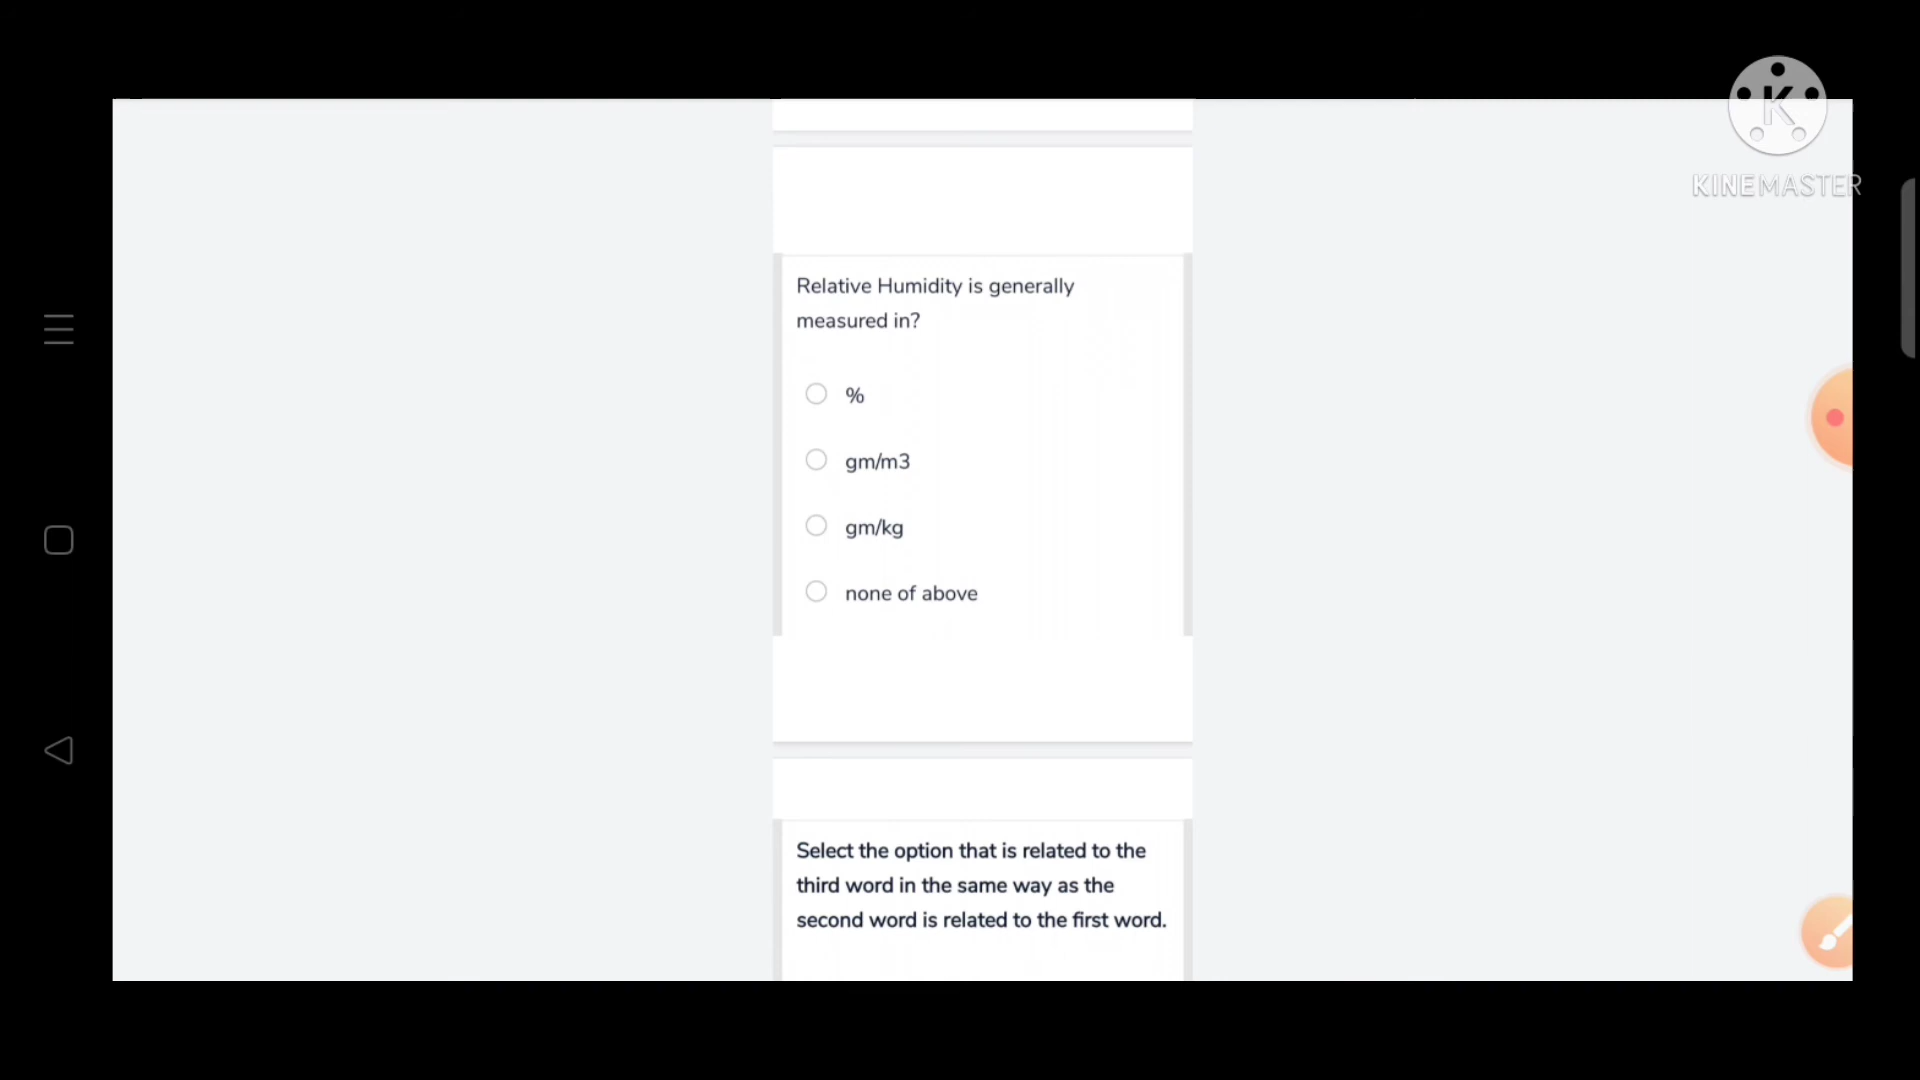 K
KINEMASTER
Relative Humidity is generally
measured in?
%
gm/m3
gm/kg
none of above
Select the option that is related to the
third word in the same way as the
second word is related to the first word.